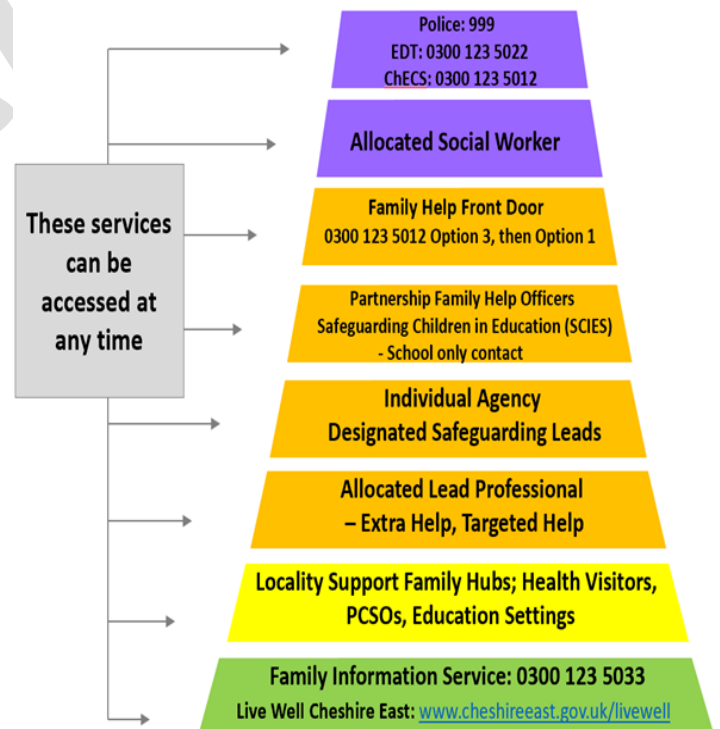 Police: 999
EDT: 0300 123 5022
ChECS: 0300 123 5012
Allocated Social Worker
Family Help Front Door
0300 123 5012 Option 3, then Option 1
These services
can be
accessed at
any time
Partnership Family Help Officers
Safeguarding Children in Education (SCIES)
- School only contact
Individual Agency
Designated Safeguarding Leads
Allocated Lead Professional
– Extra Help, Targeted Help
Locality Support Family Hubs; Health Visitors,
PCSOs, Education Settings
Family Information Service: 0300 123 5033
Live Well Cheshire East: www.cheshireeast.gov.uk/livewell